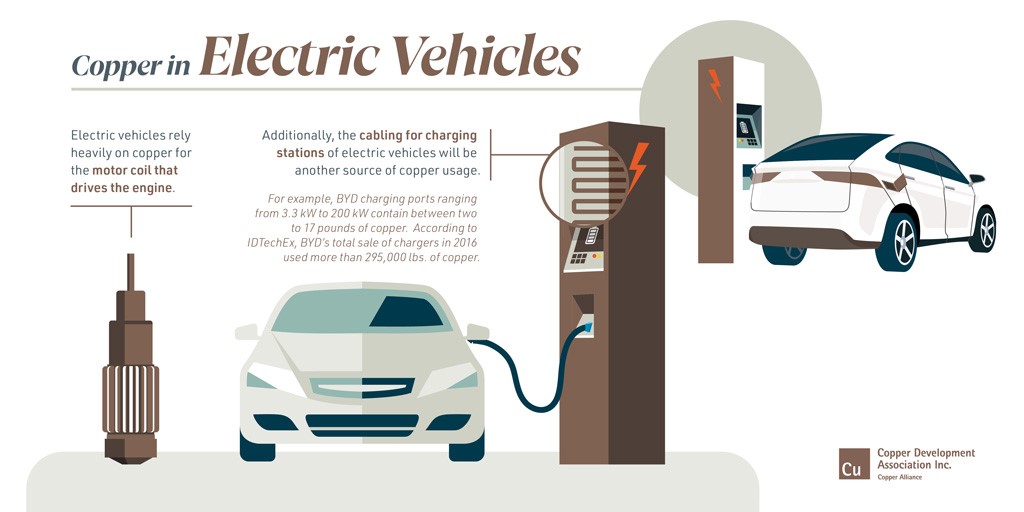 Copper in Electric Vehicles
Electric vehicles rely
heavily on copper for
the motor coil that
drives the engine.
Additionally, the cabling for charging
stations of electric vehicles will be
another source of copper usage.
For example, BYD charging ports ranging
from 3.3 kW to 200 kW contain between two
to 17 pounds of copper. According to
IDTechEx, BYD's total sale of chargers in 2016
used more than 295,000 lbs. of copper.
Cu
Copper Development
Association Inc.
Copper Alliance